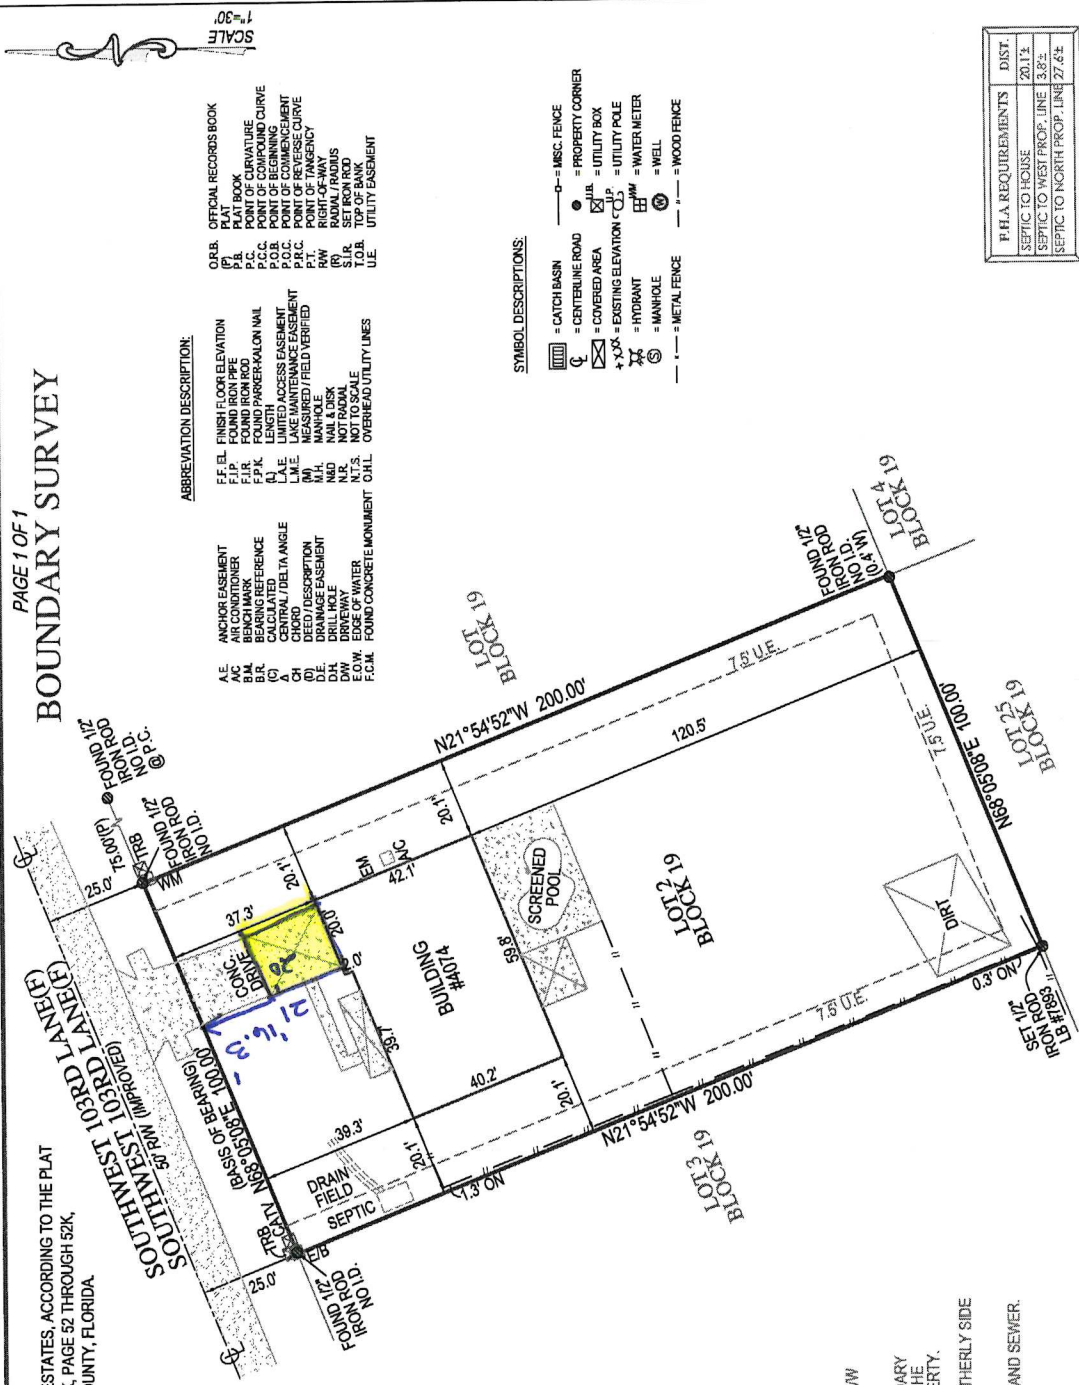 PAGE 1 OF 1
BOUNDARY SURVEY
SCALE
1"=30'
ESTATES, ACCORDING TO THE PLAT
, PAGE 52 THROUGH 52K,
OUNTY, FLORIDA.
ABBREVIATION DESCRIPTION:
A.E. ANCHOR EASEMENT
A/C AIR CONDITIONER
B.M. BENCH MARK
B.R. BEARING REFERENCE
(C) CALCULATED
Δ CENTRAL / DELTA ANGLE
CH CHORD
(D) DEED / DESCRIPTION
D.E. DRAINAGE EASEMENT
D.H. DRILL HOLE
D/W DRIVEWAY
E.O.W. EDGE OF WATER
F.C.M. FOUND CONCRETE MONUMENT
F.F. EL. FINISH FLOOR ELEVATION
F.I.P. FOUND IRON PIPE
F.I.R. FOUND IRON ROD
F.P.K. FOUND PARKER-KALON NAIL
(L) LENGTH
L.A.E. LIMITED ACCESS EASEMENT
L.M.E. LAKE MAINTENANCE EASEMENT
(M) MEASURED / FIELD VERIFIED
M.H. MANHOLE
N&D NAIL & DISK
N.R. NOT RADIAL
N.T.S. NOT TO SCALE
O.H.L. OVERHEAD UTILITY LINES
O.R.B. OFFICIAL RECORDS BOOK
(P) PLAT
P.B. PLAT BOOK
P.C. POINT OF CURVATURE
P.C.C. POINT OF COMPOUND CURVE
P.O.B. POINT OF BEGINNING
P.O.C. POINT OF COMMENCEMENT
P.R.C. POINT OF REVERSE CURVE
P.T. POINT OF TANGENCY
R/W RIGHT-OF-WAY
(R) RADIAL / RADIUS
S.I.R. SET IRON ROD
T.O.B. TOP OF BANK
U.E. UTILITY EASEMENT
SYMBOL DESCRIPTIONS:
= CATCH BASIN
= CENTERLINE ROAD
= COVERED AREA
+X.XX = EXISTING ELEVATION
= HYDRANT
= MANHOLE
= METAL FENCE
= MISC. FENCE
= PROPERTY CORNER
U.B. = UTILITY BOX
U.P. = UTILITY POLE
WM = WATER METER
= WELL
= WOOD FENCE
F.H.A REQUIREMENTS DIST.
SEPTIC TO HOUSE 20.1'±
SEPTIC TO WEST PROP. LINE 3.8'±
SEPTIC TO NORTH PROP. LINE 27.6'±
SOUTHWEST 103RD LANE(F)
SOUTHWEST 103RD LANE(F)
50' R/W (IMPROVED)
(BASIS OF BEARING)
N68°05'08"E 100.00'
25.0'
75.00'(P)
FOUND 1/2"
IRON ROD
NO I.D.
@ P.C.
TRB
WM
FOUND 1/2"
IRON ROD
NO I.D.
25.0'
TRB
CATV
E/B
FOUND 1/2"
IRON ROD
NO I.D.
CONC.
DRIVE
37.3'
20.1'
20.0'
2.0'
20
21
16.3'
39.7'
39.3'
DRAIN
FIELD
SEPTIC
20.1'
1.3' ON
BUILDING
#4074
EM
A/C
42.1'
40.2'
59.8'
20.1'
20.1'
SCREENED
POOL
N21°54'52"W 200.00'
LOT
BLOCK 19
7.5' U.E.
120.5'
LOT 2
BLOCK 19
N21°54'52"W 200.00'
LOT 3
BLOCK 19
7.5' U.E.
DIRT
0.3' ON
SET 1/2"
IRON ROD
LB #7893
N68°05'08"E 100.00'
7.5' U.E.
LOT 25
BLOCK 19
FOUND 1/2"
IRON ROD
NO I.D.
(0.4' W)
LOT 4
BLOCK 19
/W
ARY
HE
ERTY.
THERLY SIDE
AND SEWER.